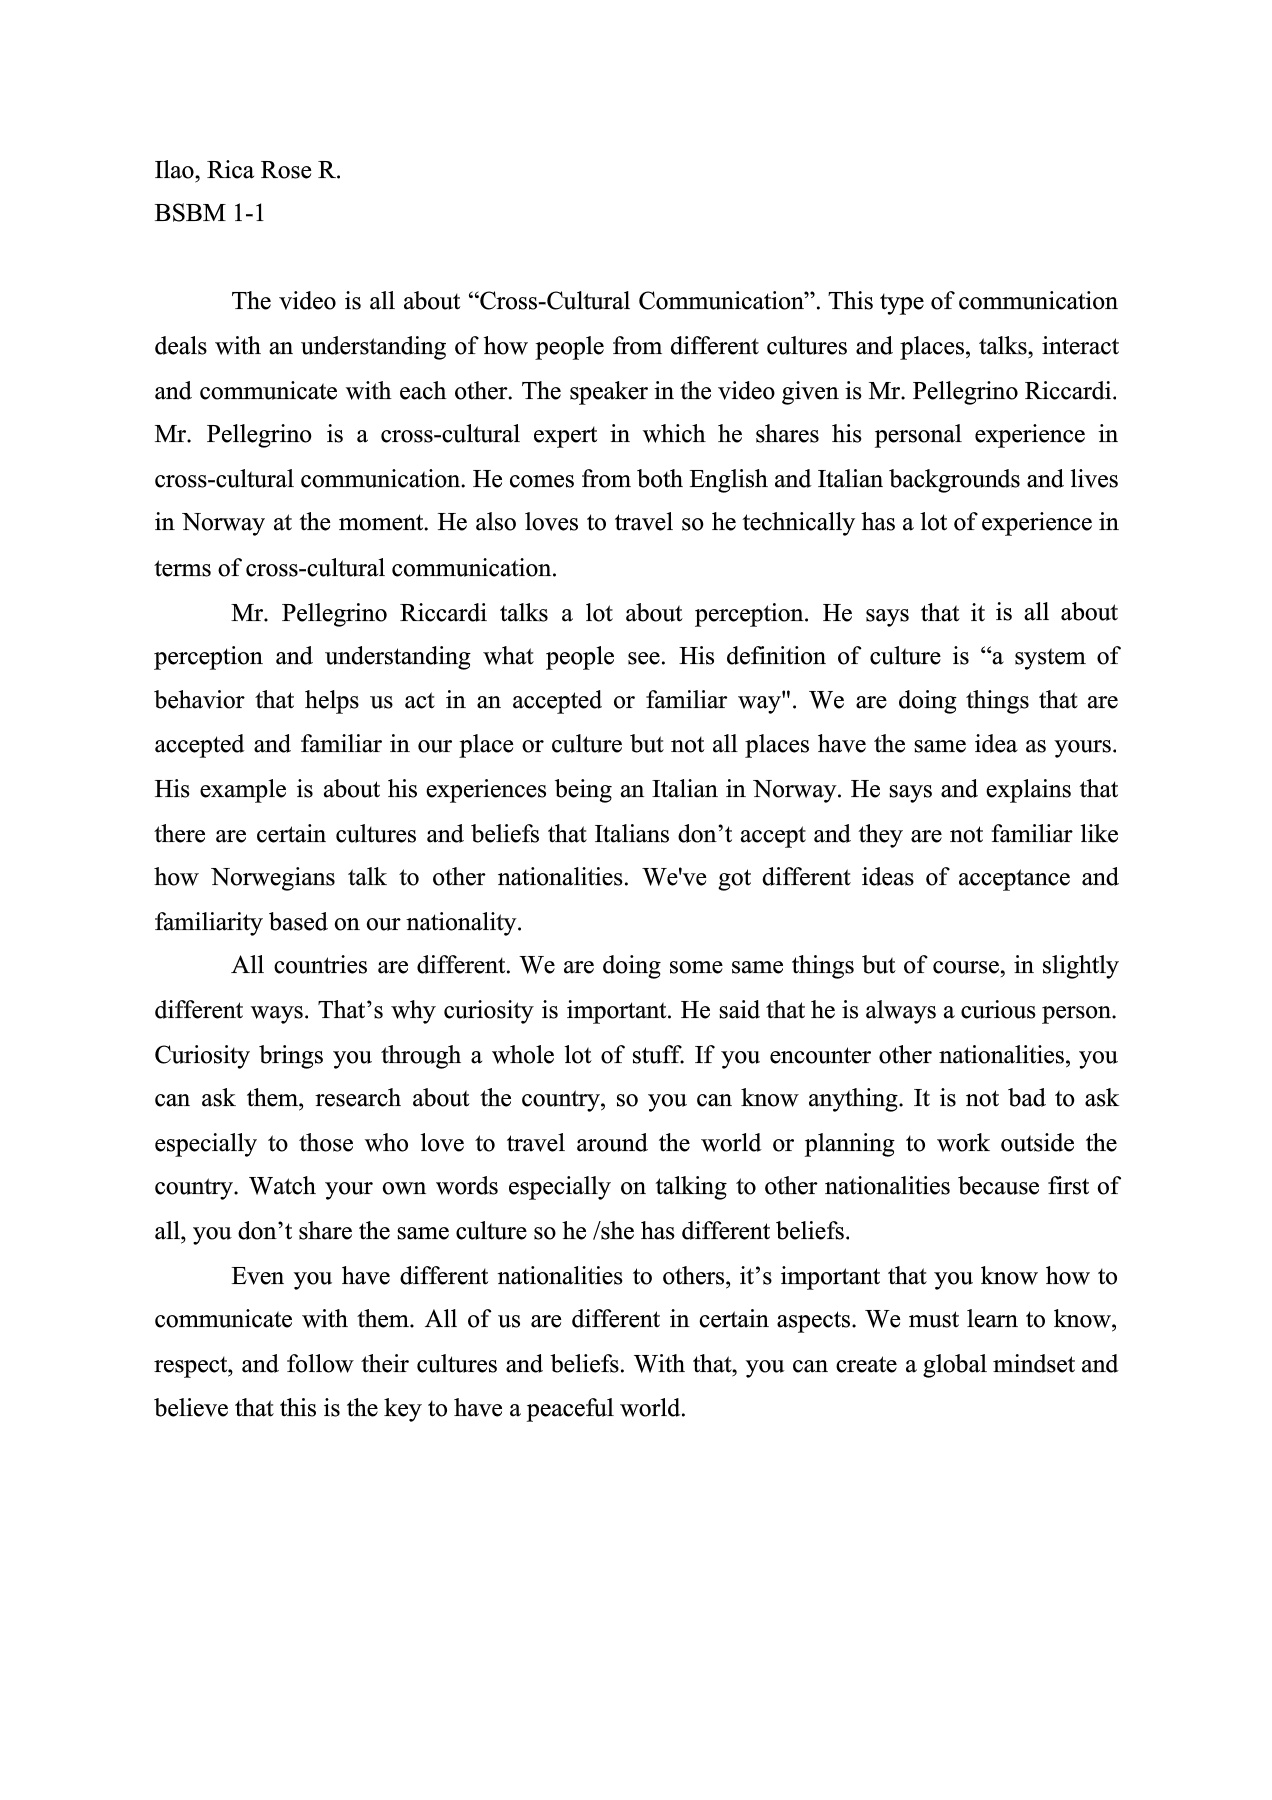 Ilao, Rica Rose R.
BSBM 1-1
The video is all about “Cross-Cultural Communication”. This type of communication
deals with an understanding of how people from different cultures and places, talks, interact
and communicate with each other. The speaker in the video given is Mr. Pellegrino Riccardi.
Mr. Pellegrino is a cross-cultural expert in which he shares his personal experience in
cross-cultural communication. He comes from both English and Italian backgrounds and lives
in Norway at the moment. He also loves to travel so he technically has a lot of experience in
terms of cross-cultural communication.
Mr. Pellegrino Riccardi talks a lot about perception. He says that it is all about
perception and understanding what people see. His definition of culture is “a system of
behavior that helps us act in an accepted or familiar way". We are doing things that are
accepted and familiar in our place or culture but not all places have the same idea as yours.
His example is about his experiences being an Italian in Norway. He says and explains that
there are certain cultures and beliefs that Italians don’t accept and they are not familiar like
how Norwegians talk to other nationalities. We've got different ideas of acceptance and
familiarity based on our nationality.
All countries are different. We are doing some same things but of course, in slightly
different ways. That’s why curiosity is important. He said that he is always a curious person.
Curiosity brings you through a whole lot of stuff. If you encounter other nationalities, you
can ask them, research about the country, so you can know anything. It is not bad to ask
especially to those who love to travel around the world or planning to work outside the
country. Watch your own words especially on talking to other nationalities because first of
all, you don’t share the same culture so he /she has different beliefs.
Even you have different nationalities to others, it’s important that you know how to
communicate with them. All of us are different in certain aspects. We must learn to know,
respect, and follow their cultures and beliefs. With that, you can create a global mindset and
believe that this is the key to have a peaceful world.